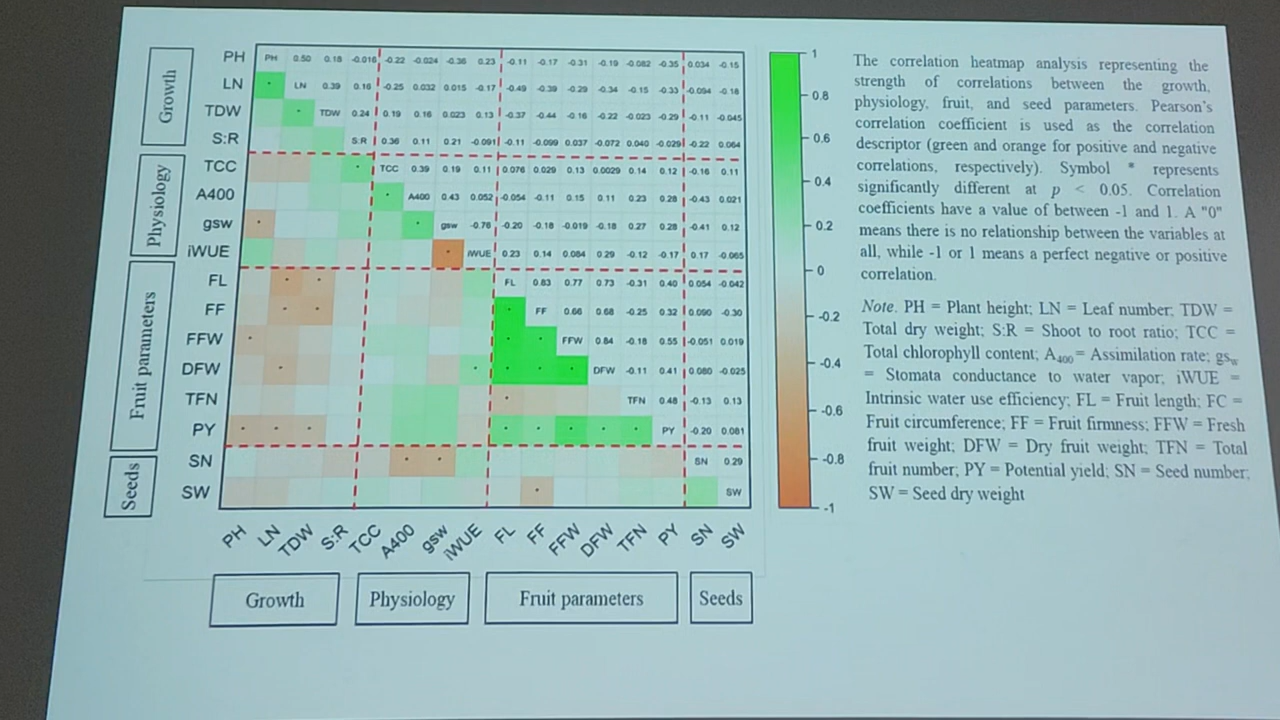 Growth
Physiology
Fruit parameters
Seeds
PH PH 0.50 0.18 -0.016 -0.22 -0.024 -0.36 0.23 -0.11 -0.17 -0.31 -0.19 -0.082 -0.35 0.034 -0.15
LN LN 0.39 0.16 -0.25 0.032 0.015 -0.17 -0.49 -0.39 -0.29 -0.34 -0.15 -0.33 -0.094 -0.18
TDW TDW 0.24 0.19 0.16 0.023 0.13 -0.37 -0.44 -0.16 -0.22 -0.023 -0.29 -0.11 -0.045
S:R S:R 0.36 0.11 0.21 -0.091 -0.11 -0.099 0.037 -0.072 0.040 -0.029 -0.22 0.064
TCC TCC 0.39 0.19 0.11 0.076 0.029 0.13 0.0029 0.14 0.12 -0.16 0.11
A400 A400 0.43 0.052 -0.054 -0.11 0.15 0.11 0.23 0.28 -0.43 0.021
gsw gsw -0.76 -0.20 -0.18 -0.019 -0.18 0.27 0.28 -0.41 0.12
iWUE iWUE 0.23 0.14 0.084 0.29 -0.12 -0.17 0.17 -0.065
FL FL 0.83 0.77 0.73 -0.31 0.40 0.054 -0.042
FF FF 0.66 0.68 -0.25 0.32 0.090 -0.30
FFW FFW 0.84 -0.18 0.55 -0.051 0.019
DFW DFW -0.11 0.41 0.080 -0.025
TFN TFN 0.48 -0.13 0.13
PY PY -0.20 0.081
SN SN 0.29
SW SW
PH LN TDW S:R TCC A400 gsw iWUE FL FF FFW DFW TFN PY SN SW
Growth Physiology Fruit parameters Seeds
1
0.8
0.6
0.4
0.2
0
-0.2
-0.4
-0.6
-0.8
-1
The correlation heatmap analysis representing the
strength of correlations between the growth,
physiology, fruit, and seed parameters. Pearson's
correlation coefficient is used as the correlation
descriptor (green and orange for positive and negative
correlations, respectively). Symbol * represents
significantly different at p < 0.05. Correlation
coefficients have a value of between -1 and 1. A "0"
means there is no relationship between the variables at
all, while -1 or 1 means a perfect negative or positive
correlation.
Note. PH = Plant height; LN = Leaf number; TDW =
Total dry weight; S:R = Shoot to root ratio; TCC =
Total chlorophyll content; A400 = Assimilation rate; gsw
= Stomata conductance to water vapor; iWUE =
Intrinsic water use efficiency; FL = Fruit length; FC =
Fruit circumference; FF = Fruit firmness; FFW = Fresh
fruit weight; DFW = Dry fruit weight; TFN = Total
fruit number; PY = Potential yield; SN = Seed number;
SW = Seed dry weight